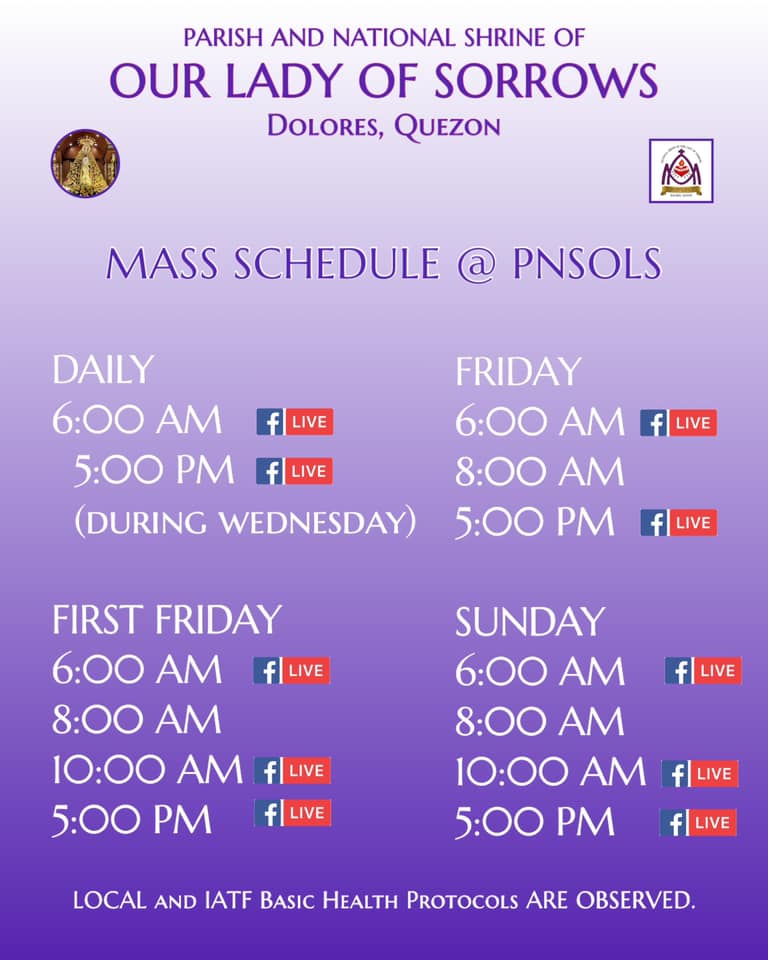 PARISH AND NATIONAL SHRINE OF
OUR LADY OF SORROWS
DOLORES, QUEZON
MASS SCHEDULE @ PNSOLS
DAILY
6:00 AM f LIVE
5:00 PM f LIVE
(DURING WEDNESDAY)
FRIDAY
6:00 AM f LIVE
8:00 AM
5:00 PM f LIVE
FIRST FRIDAY
6:00 AM f LIVE
8:00 AM
10:00 AM f LIVE
5:00 PM f LIVE
SUNDAY
6:00 AM f LIVE
8:00 AM
10:00 AM f LIVE
5:00 PM f LIVE
LOCAL AND IATF BASIC HEALTH PROTOCOLS ARE OBSERVED.